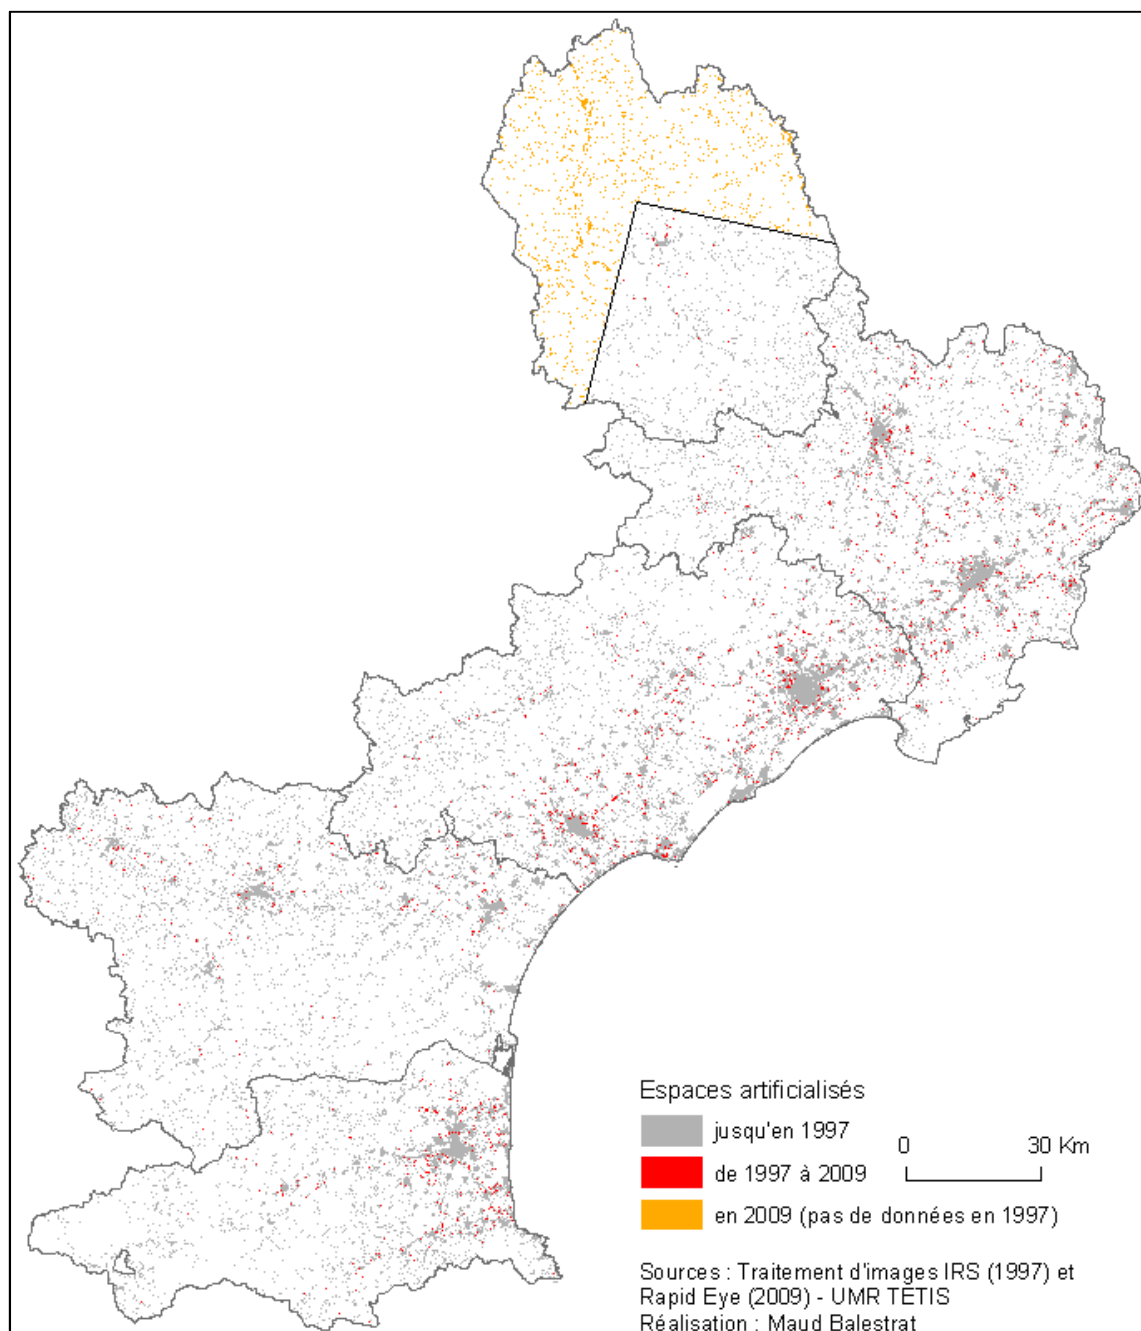 Espaces artificialisés
jusqu'en 1997
de 1997 à 2009
en 2009 (pas de données en 1997)
0 30 Km
Sources : Traitement d'images IRS (1997) et
Rapid Eye (2009) - UMR TETIS
Réalisation : Maud Balestrat